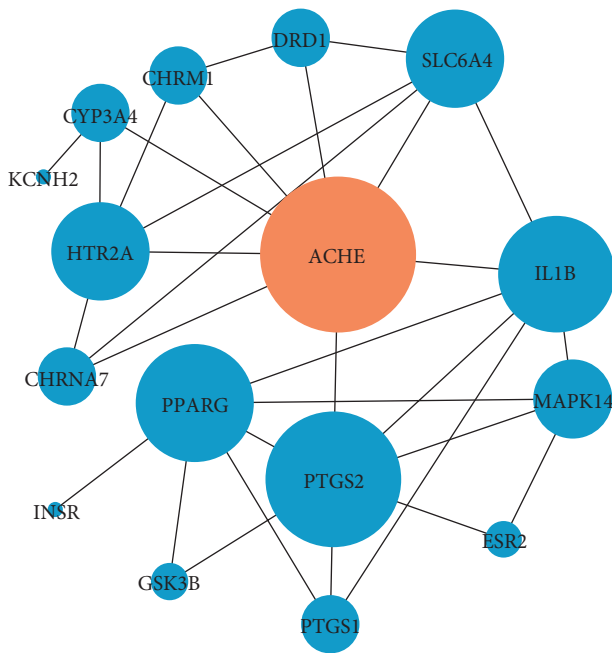 DRD1
SLC6A4
CHRM1
CYP3A4
KCNH2
HTR2A
ACHE
IL1B
CHRNA7
PPARG
MAPK14
PTGS2
INSR
ESR2
GSK3B
PTGS1